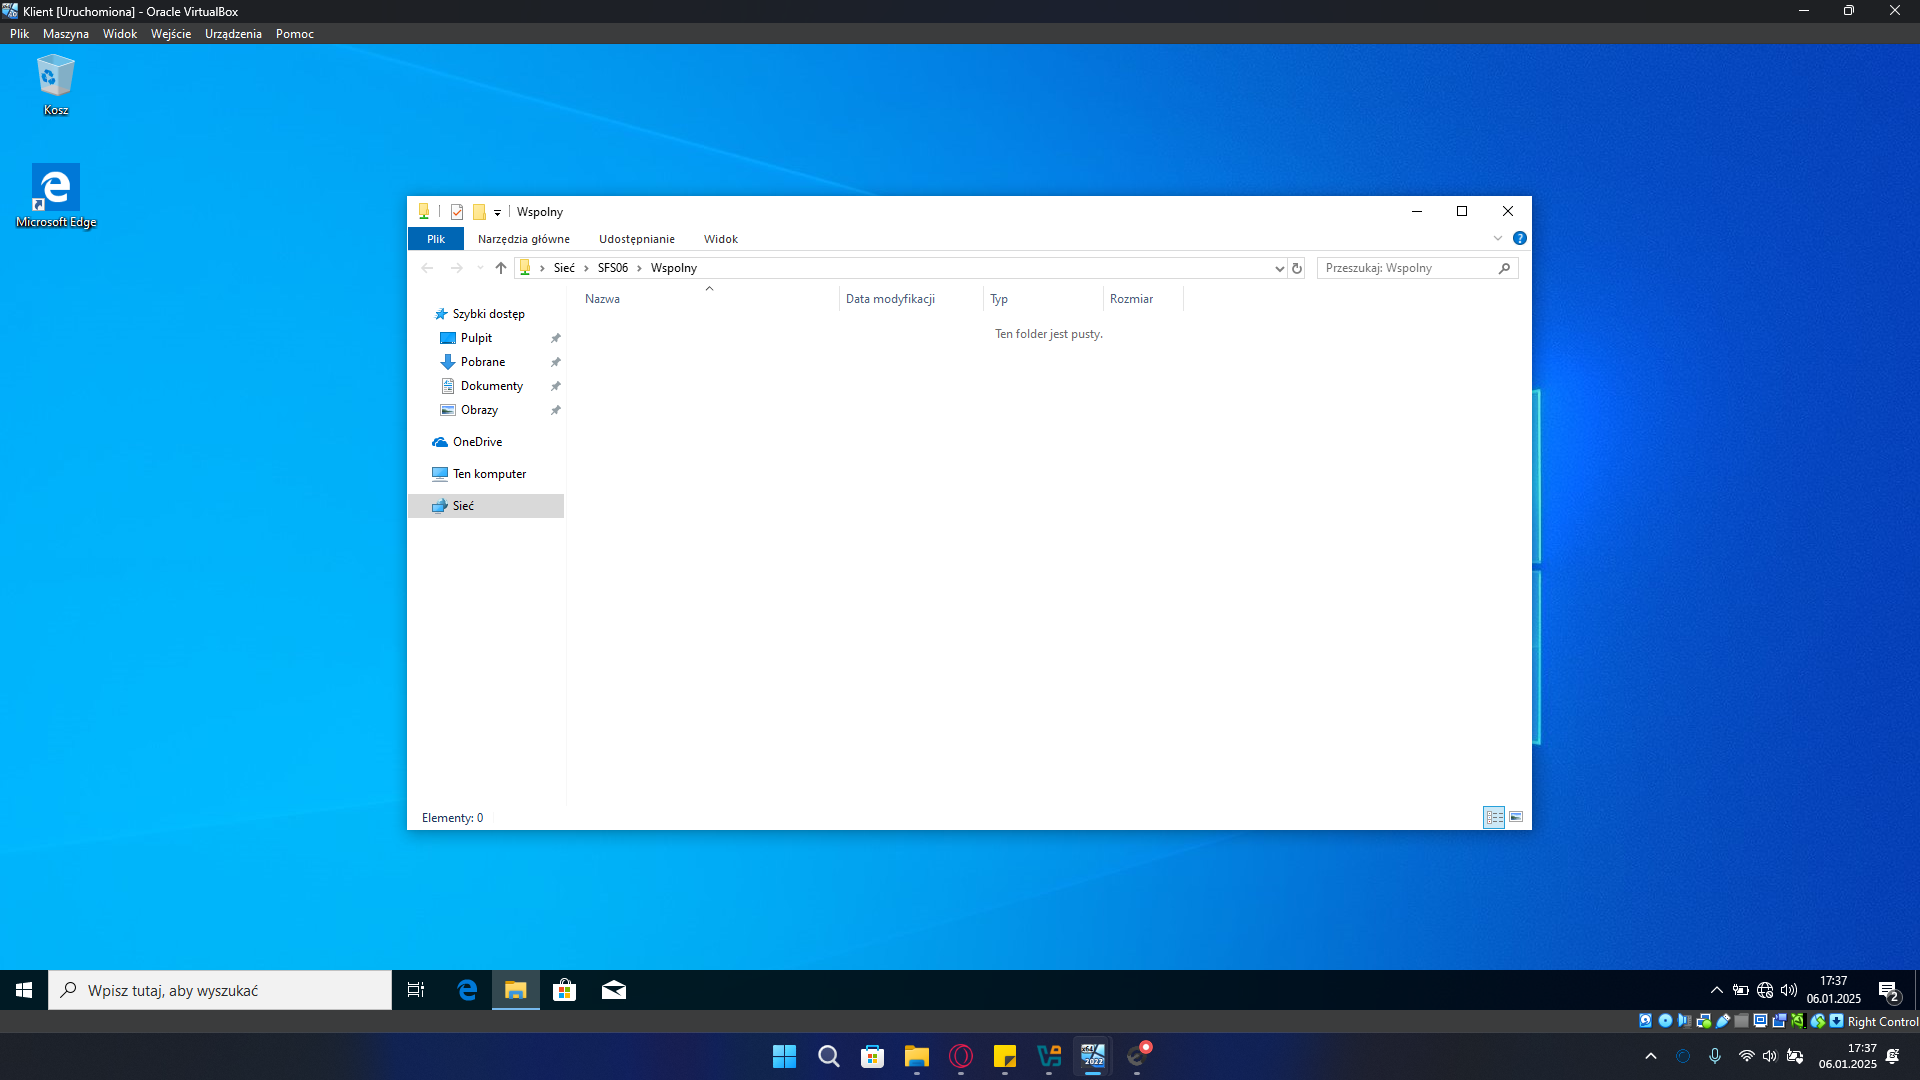 Klient [Uruchomiona] - Oracle VirtualBox
Plik Maszyna Widok Wejście Urządzenia Pomoc
Kosz
Microsoft Edge
Wspolny
Plik Narzędzia główne Udostępnianie Widok
Sieć SFS06 Wspolny
Przeszukaj: Wspolny
Nazwa Data modyfikacji Typ Rozmiar
Ten folder jest pusty.
Szybki dostęp
Pulpit
Pobrane
Dokumenty
Obrazy
OneDrive
Ten komputer
Sieć
Elementy: 0
Wpisz tutaj, aby wyszukać
17:37
06.01.2025
2
Right Control
x64
2022
17:37
06.01.2025